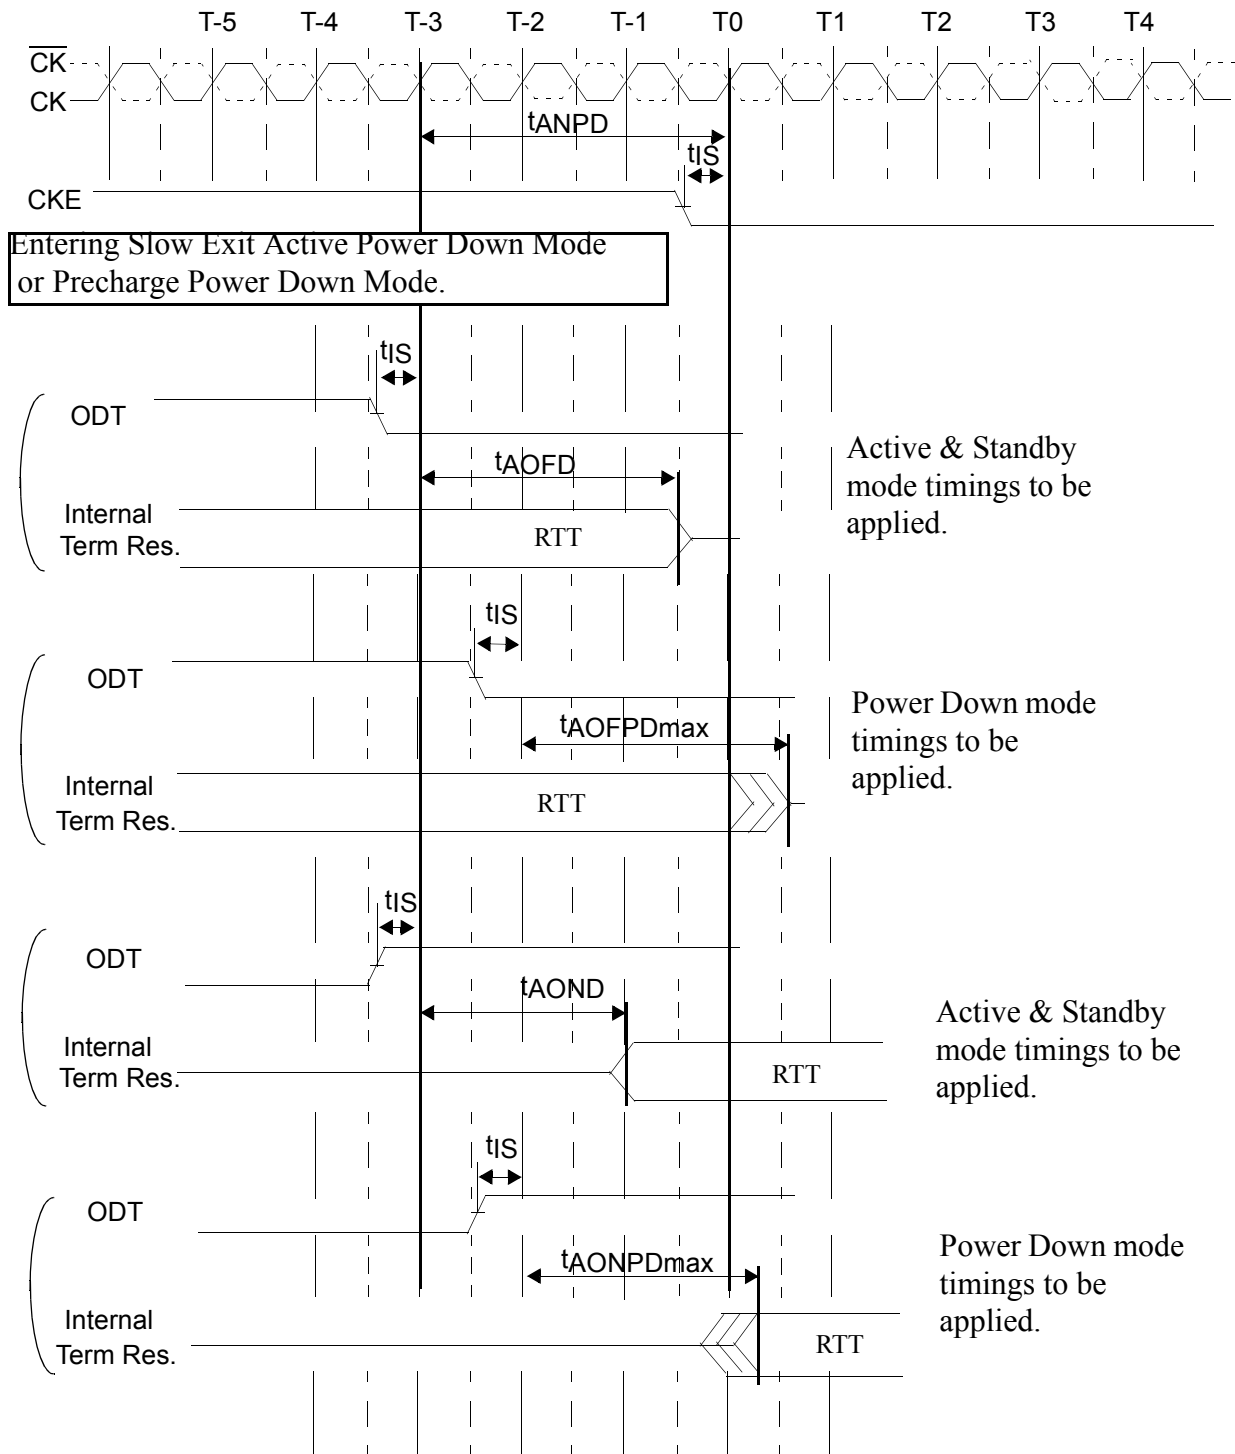 T-5 T-4 T-3 T-2 T-1 T0 T1 T2 T3 T4
CK
CK
tANPD
tIS
CKE
Entering Slow Exit Active Power Down Mode
or Precharge Power Down Mode.
tIS
ODT
tAOFD
Internal
Term Res.
RTT
Active & Standby
mode timings to be
applied.
tIS
ODT
tAOFPDmax
Internal
Term Res.
RTT
Power Down mode
timings to be
applied.
tIS
ODT
tAOND
Internal
Term Res.
RTT
Active & Standby
mode timings to be
applied.
tIS
ODT
tAONPDmax
Internal
Term Res.
RTT
Power Down mode
timings to be
applied.